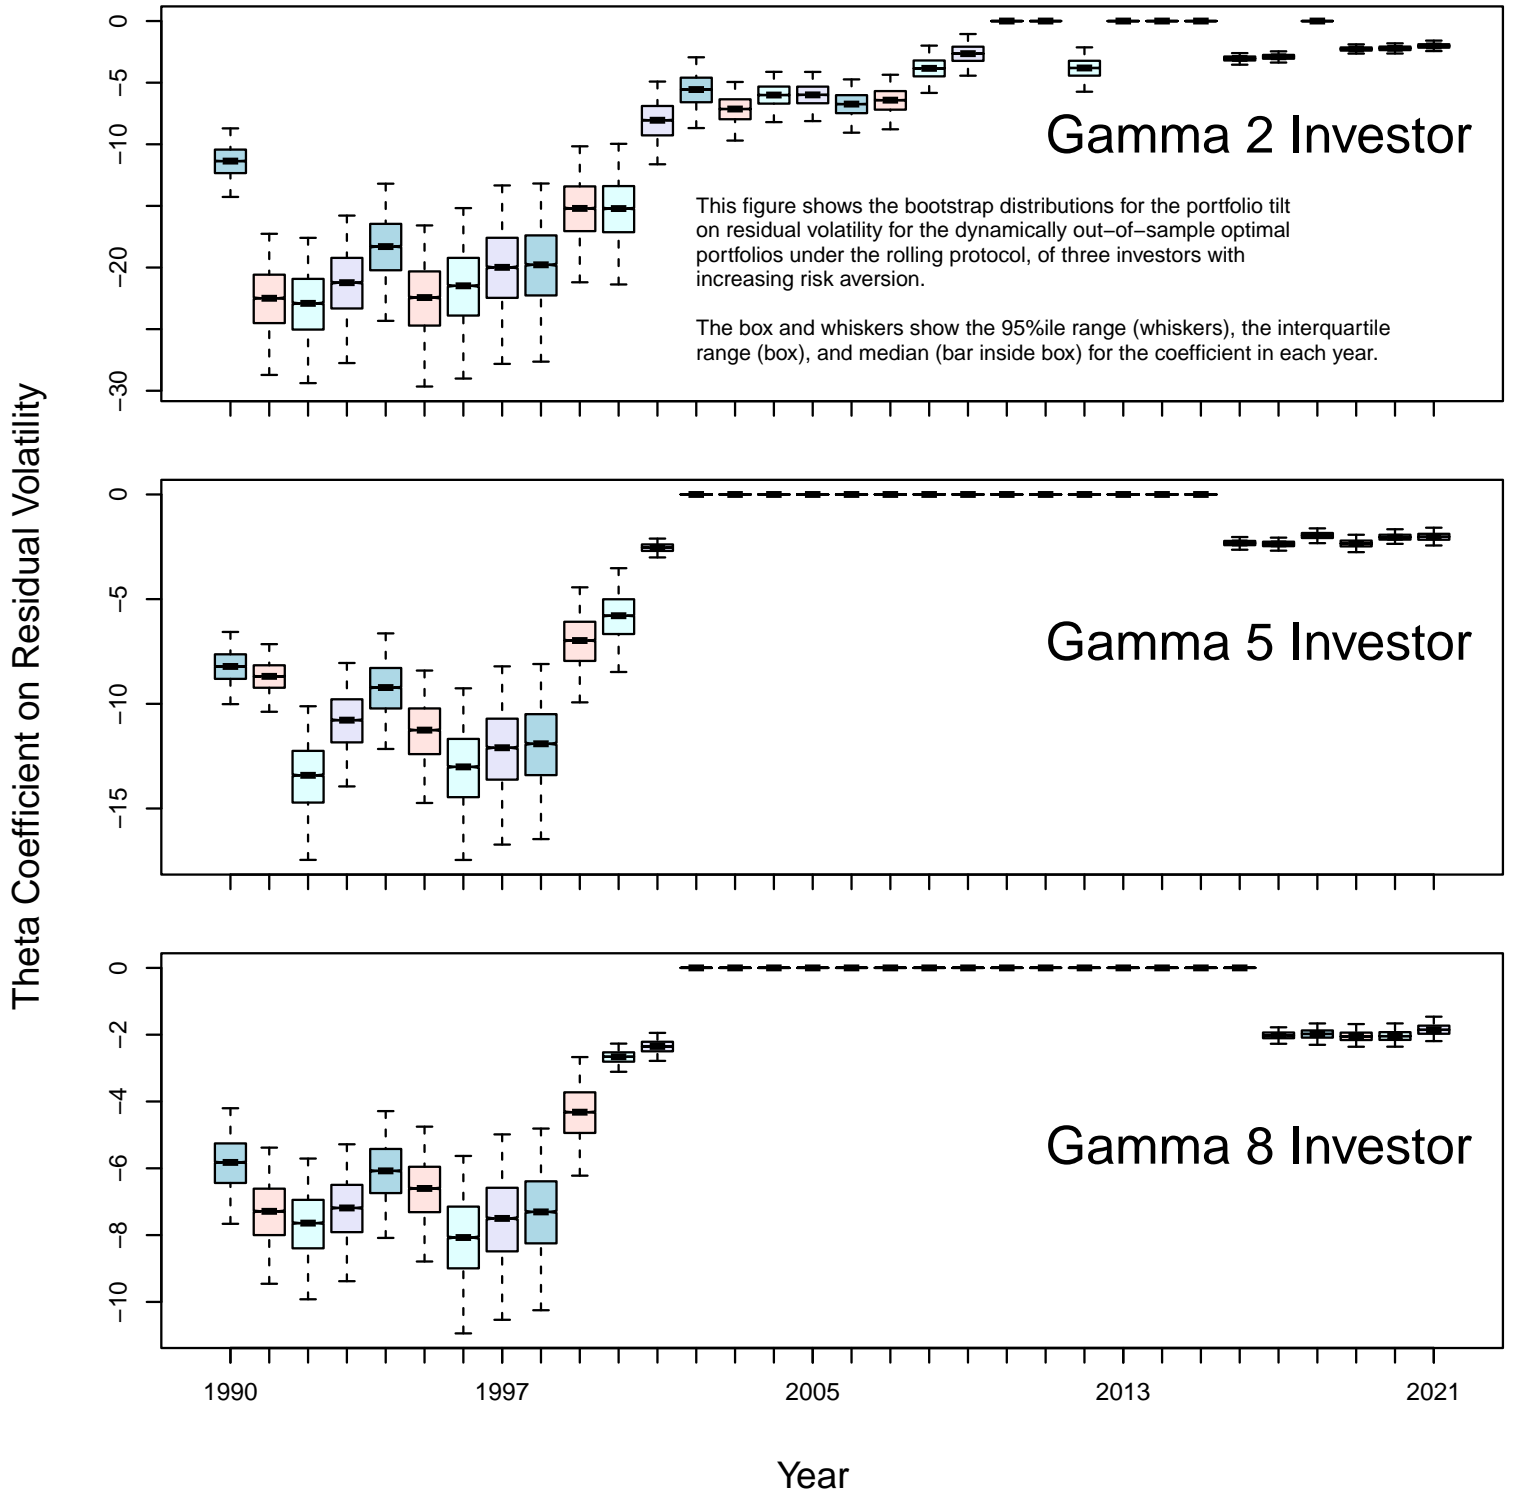 Theta Coefficient on Residual Volatility
0
−5
−10
−20
−30
Gamma 2 Investor
This figure shows the bootstrap distributions for the portfolio tilt
on residual volatility for the dynamically out−of−sample optimal
portfolios under the rolling protocol, of three investors with
increasing risk aversion.
The box and whiskers show the 95%ile range (whiskers), the interquartile
range (box), and median (bar inside box) for the coefficient in each year.
0
−5
−10
−15
Gamma 5 Investor
0
−2
−4
−6
−8
−10
Gamma 8 Investor
1990 1997 2005 2013 2021
Year